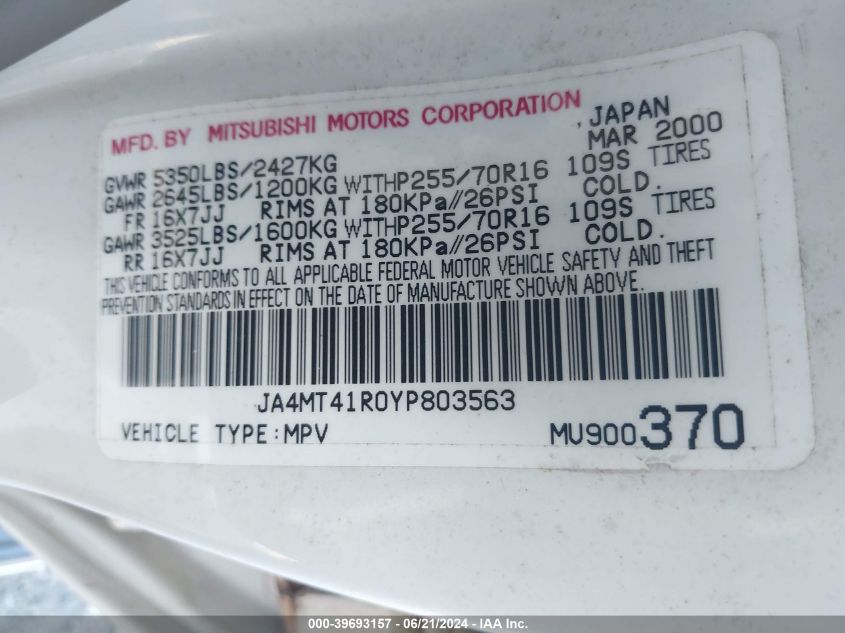 MFD. BY MITSUBISHI MOTORS CORPORATION JAPAN
MAR 2000
GVWR 5350LBS/2427KG
GAWR 2645LBS/1200KG WITHP255/70R16 109S TIRES
FR 16X7JJ RIMS AT 180KPa//26PSI COLD.
GAWR 3525LBS/1600KG WITHP255/70R16 109S TIRES
RR 16X7JJ RIMS AT 180KPa//26PSI COLD.
THIS VEHICLE CONFORMS TO ALL APPLICABLE FEDERAL MOTOR VEHICLE SAFETY AND THEFT
PREVENTION STANDARDS IN EFFECT ON THE DATE OF MANUFACTURE SHOWN ABOVE.
JA4MT41R0YP803563
VEHICLE TYPE:MPV MU900370
000-39693157 - 06/21/2024 - IAA Inc.